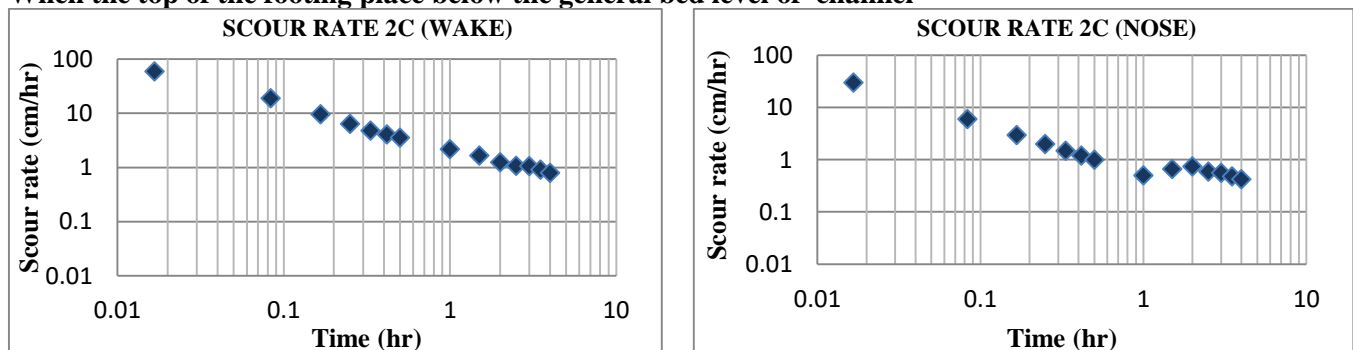 When the top of the footing place below the general bed level of channel
SCOUR RATE 2C (WAKE)
Scour rate (cm/hr)
100
10
1
0.1
0.01
0.01 0.1 1 10
Time (hr)
SCOUR RATE 2C (NOSE)
Scour rate (cm/hr)
100
10
1
0.1
0.01
0.01 0.1 1 10
Time (hr)